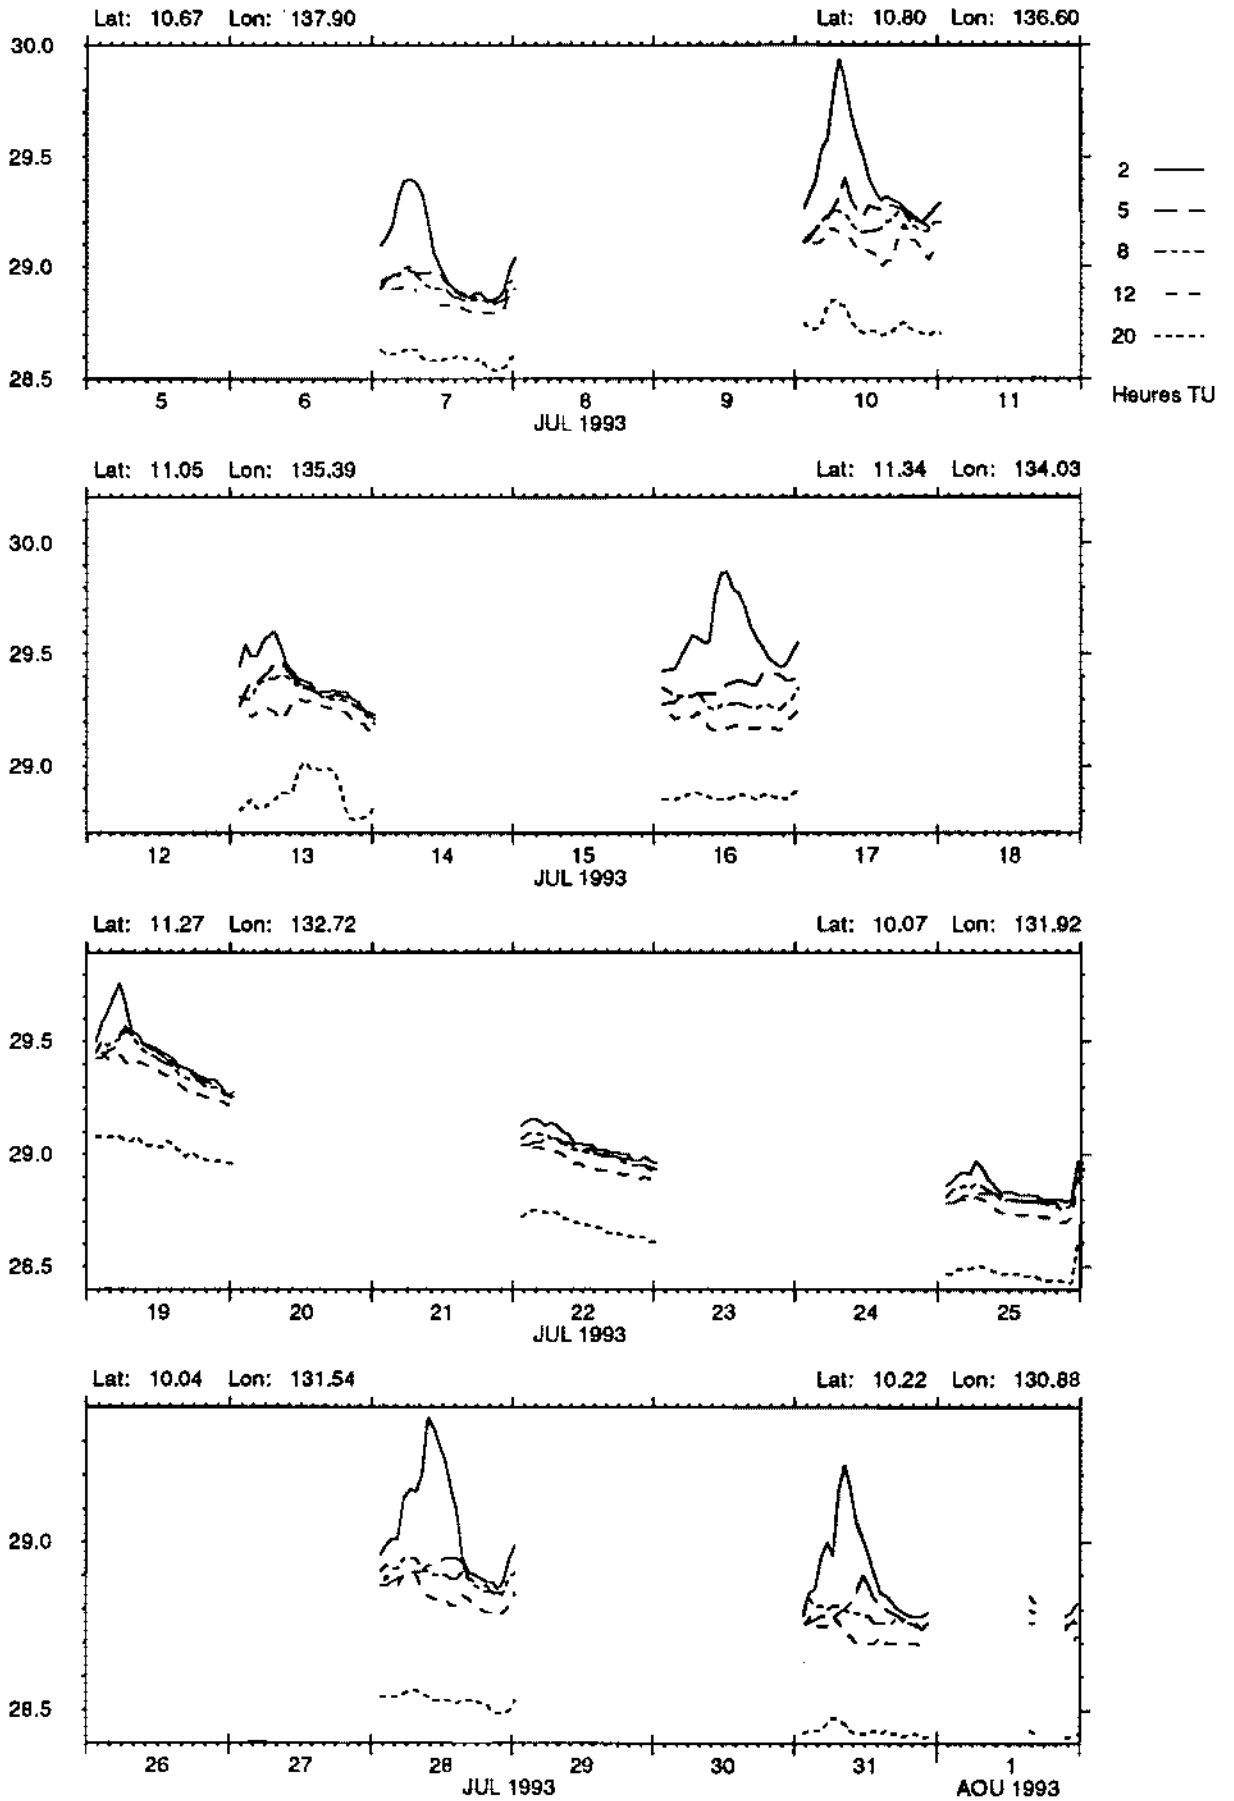 Lat: 10.67 Lon: 137.90 Lat: 10.80 Lon: 136.60
30.0
29.5
29.0
28.5
2
5
8
12
20
Heures TU
5 6 7 8 9 10 11
JUL 1993
Lat: 11.05 Lon: 135.39 Lat: 11.34 Lon: 134.03
30.0
29.5
29.0
12 13 14 15 16 17 18
JUL 1993
Lat: 11.27 Lon: 132.72 Lat: 10.07 Lon: 131.92
29.5
29.0
28.5
19 20 21 22 23 24 25
JUL 1993
Lat: 10.04 Lon: 131.54 Lat: 10.22 Lon: 130.88
29.0
28.5
26 27 28 29 30 31 1
JUL 1993 AOU 1993